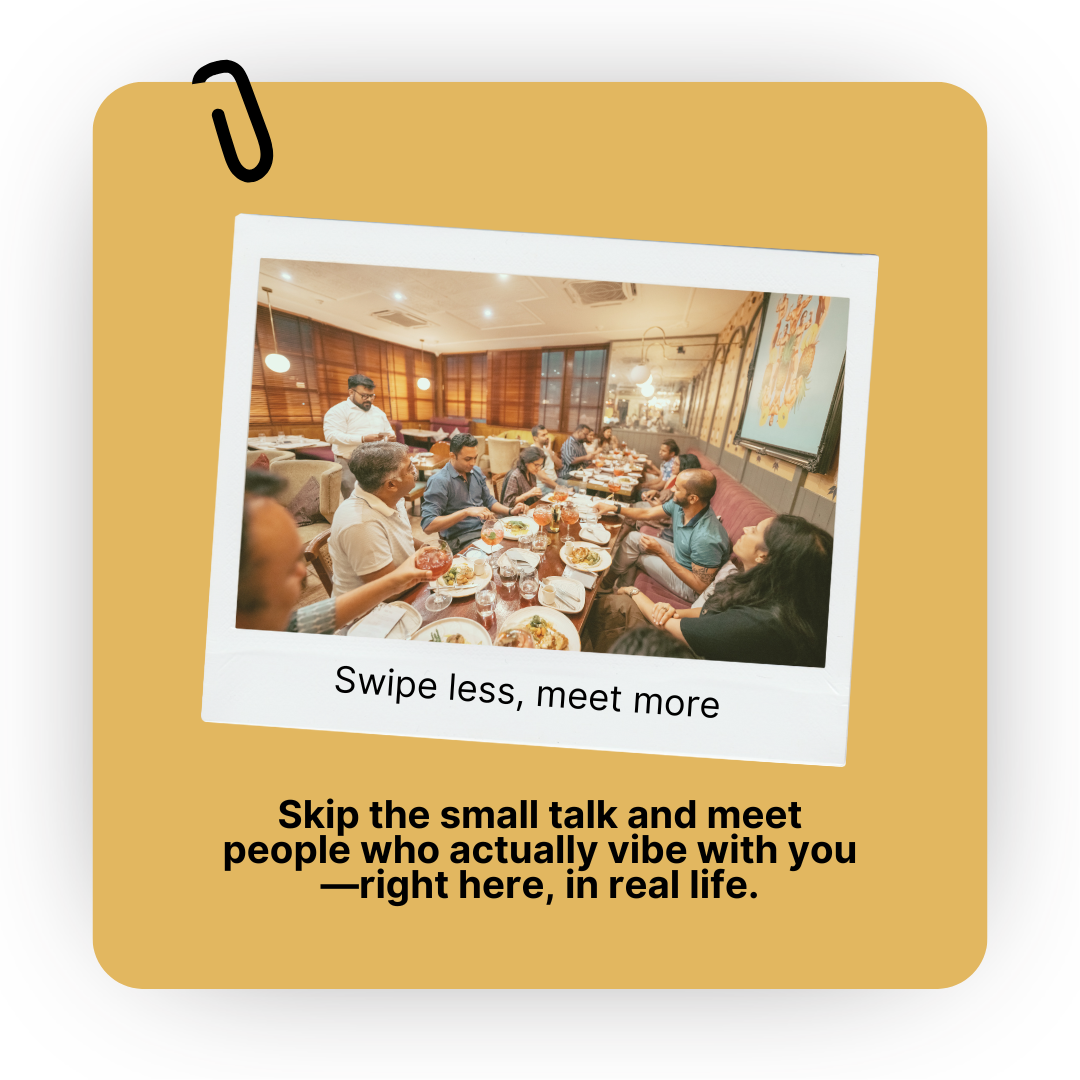 Swipe less, meet more
Skip the small talk and meet
people who actually vibe with you
—right here, in real life.